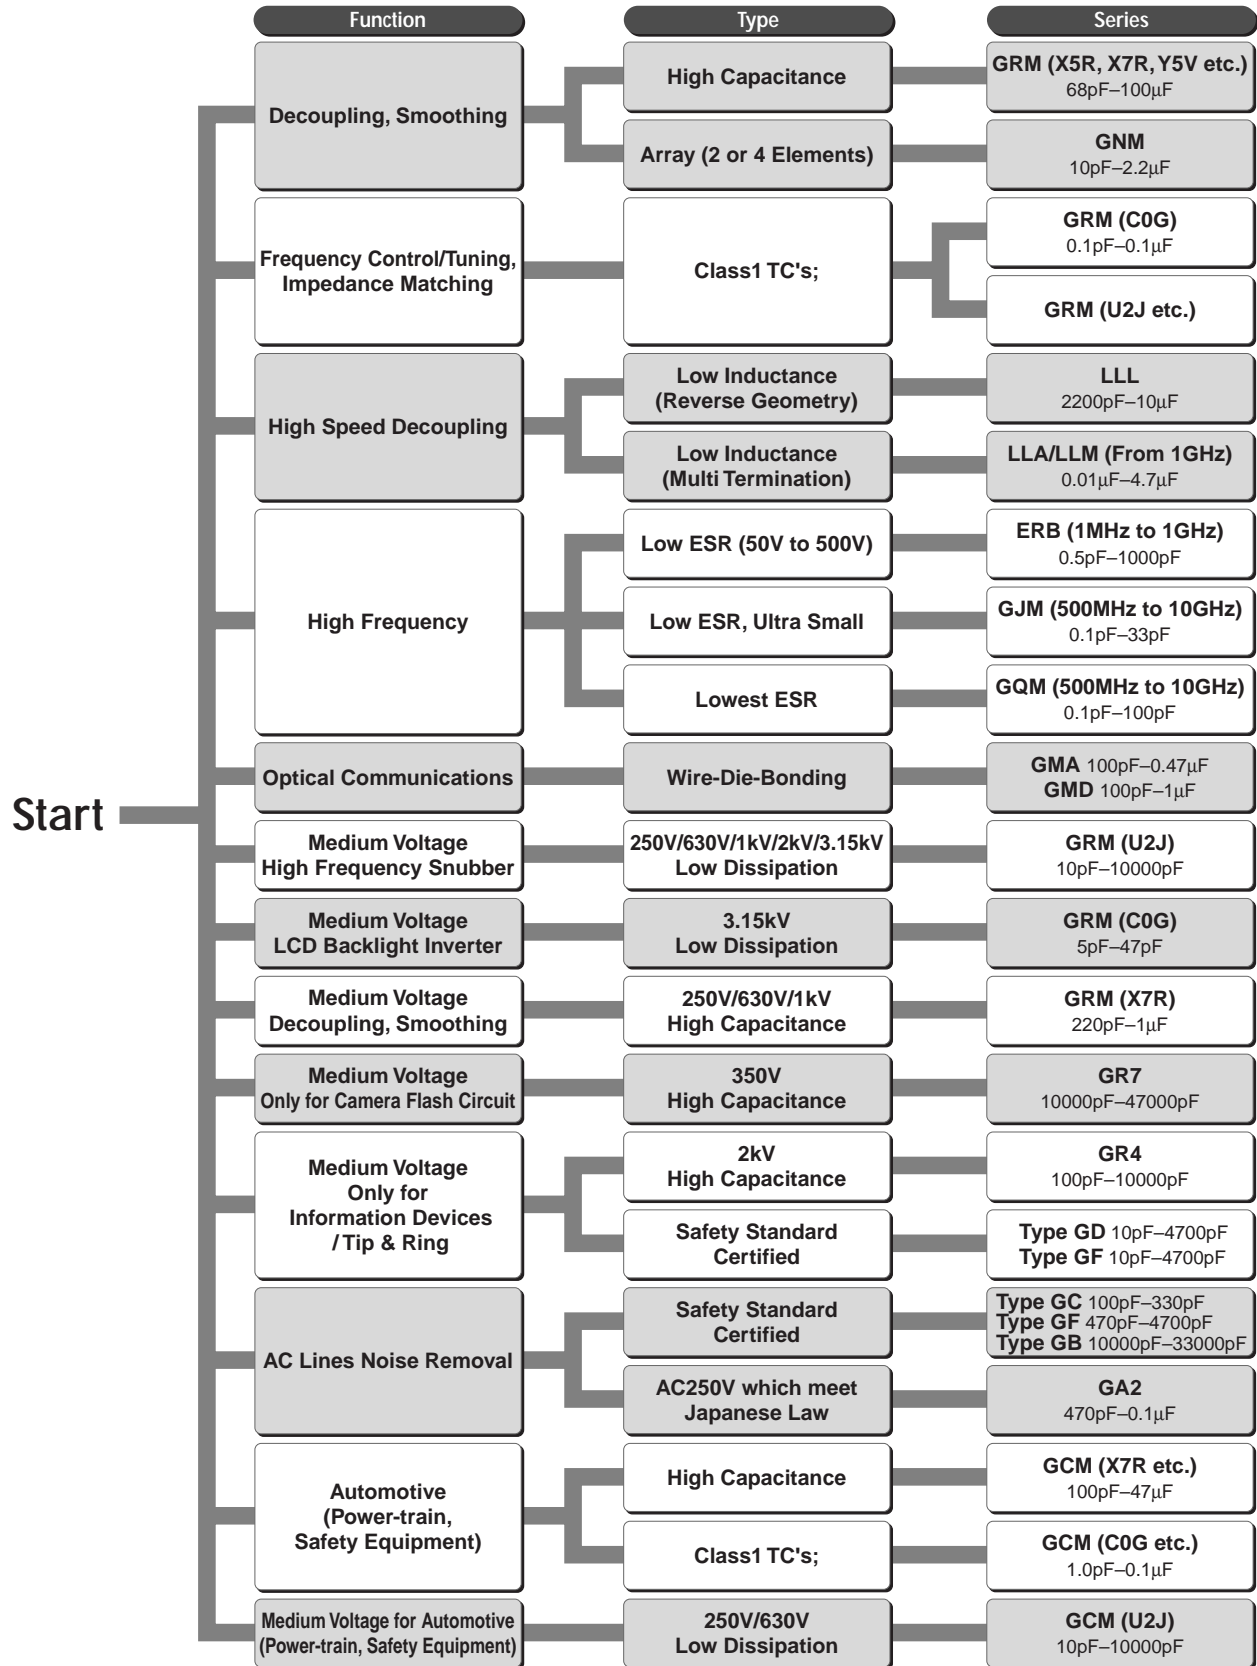 Function
Type
Series
Start
Decoupling, Smoothing
High Capacitance
GRM (X5R, X7R, Y5V etc.)
68pF–100μF
Array (2 or 4 Elements)
GNM
10pF–2.2μF
Frequency Control/Tuning,
Impedance Matching
Class1 TC's;
GRM (C0G)
0.1pF–0.1μF
GRM (U2J etc.)
High Speed Decoupling
Low Inductance
(Reverse Geometry)
LLL
2200pF–10μF
Low Inductance
(Multi Termination)
LLA/LLM (From 1GHz)
0.01μF–4.7μF
High Frequency
Low ESR (50V to 500V)
ERB (1MHz to 1GHz)
0.5pF–1000pF
Low ESR, Ultra Small
GJM (500MHz to 10GHz)
0.1pF–33pF
Lowest ESR
GQM (500MHz to 10GHz)
0.1pF–100pF
Optical Communications
Wire-Die-Bonding
GMA 100pF–0.47μF
GMD 100pF–1μF
Medium Voltage
High Frequency Snubber
250V/630V/1kV/2kV/3.15kV
Low Dissipation
GRM (U2J)
10pF–10000pF
Medium Voltage
LCD Backlight Inverter
3.15kV
Low Dissipation
GRM (C0G)
5pF–47pF
Medium Voltage
Decoupling, Smoothing
250V/630V/1kV
High Capacitance
GRM (X7R)
220pF–1μF
Medium Voltage
Only for Camera Flash Circuit
350V
High Capacitance
GR7
10000pF–47000pF
Medium Voltage
Only for
Information Devices
/Tip & Ring
2kV
High Capacitance
GR4
100pF–10000pF
Safety Standard
Certified
Type GD 10pF–4700pF
Type GF 10pF–4700pF
AC Lines Noise Removal
Safety Standard
Certified
Type GC 100pF–330pF
Type GF 470pF–4700pF
Type GB 10000pF–33000pF
AC250V which meet
Japanese Law
GA2
470pF–0.1μF
Automotive
(Power-train,
Safety Equipment)
High Capacitance
GCM (X7R etc.)
100pF–47μF
Class1 TC's;
GCM (C0G etc.)
1.0pF–0.1μF
Medium Voltage for Automotive
(Power-train, Safety Equipment)
250V/630V
Low Dissipation
GCM (U2J)
10pF–10000pF